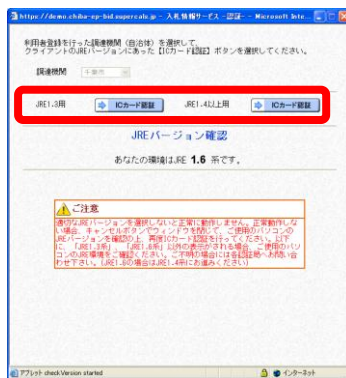 https://demo.chiba-ep-bid.supercals.jp - 入札情報サービス - 認証- - Microsoft Inte...
利用者登録を行った調達機関（自治体）を選択して、
クライアントのJREバージョンにあった【ICカード認証】ボタンを選択してください。
調達機関 千葉市
JRE1.3用 ICカード認証 JRE1.4以上用 ICカード認証
JREバージョン確認
あなたの環境はJRE 1.6 系です。
ご注意
適切なJREバージョンを選択しないと正常に動作しません。正常動作しな
い場合、キャンセルボタンでウィンドウを閉じて、ご使用のパソコンの
JREバージョンを確認の上、再度ICカード認証を行ってください。以下
に、「JRE1.3系」、「JRE1.6系」以外の表示がされる場合、ご使用のパソ
コンのJRE環境をご確認ください。ご不明の場合には各認証局へお問い合
わせ下さい。(JRE1.6の場合はJRE1.4系にお進みください)
アプレット checkVersion started
インターネット